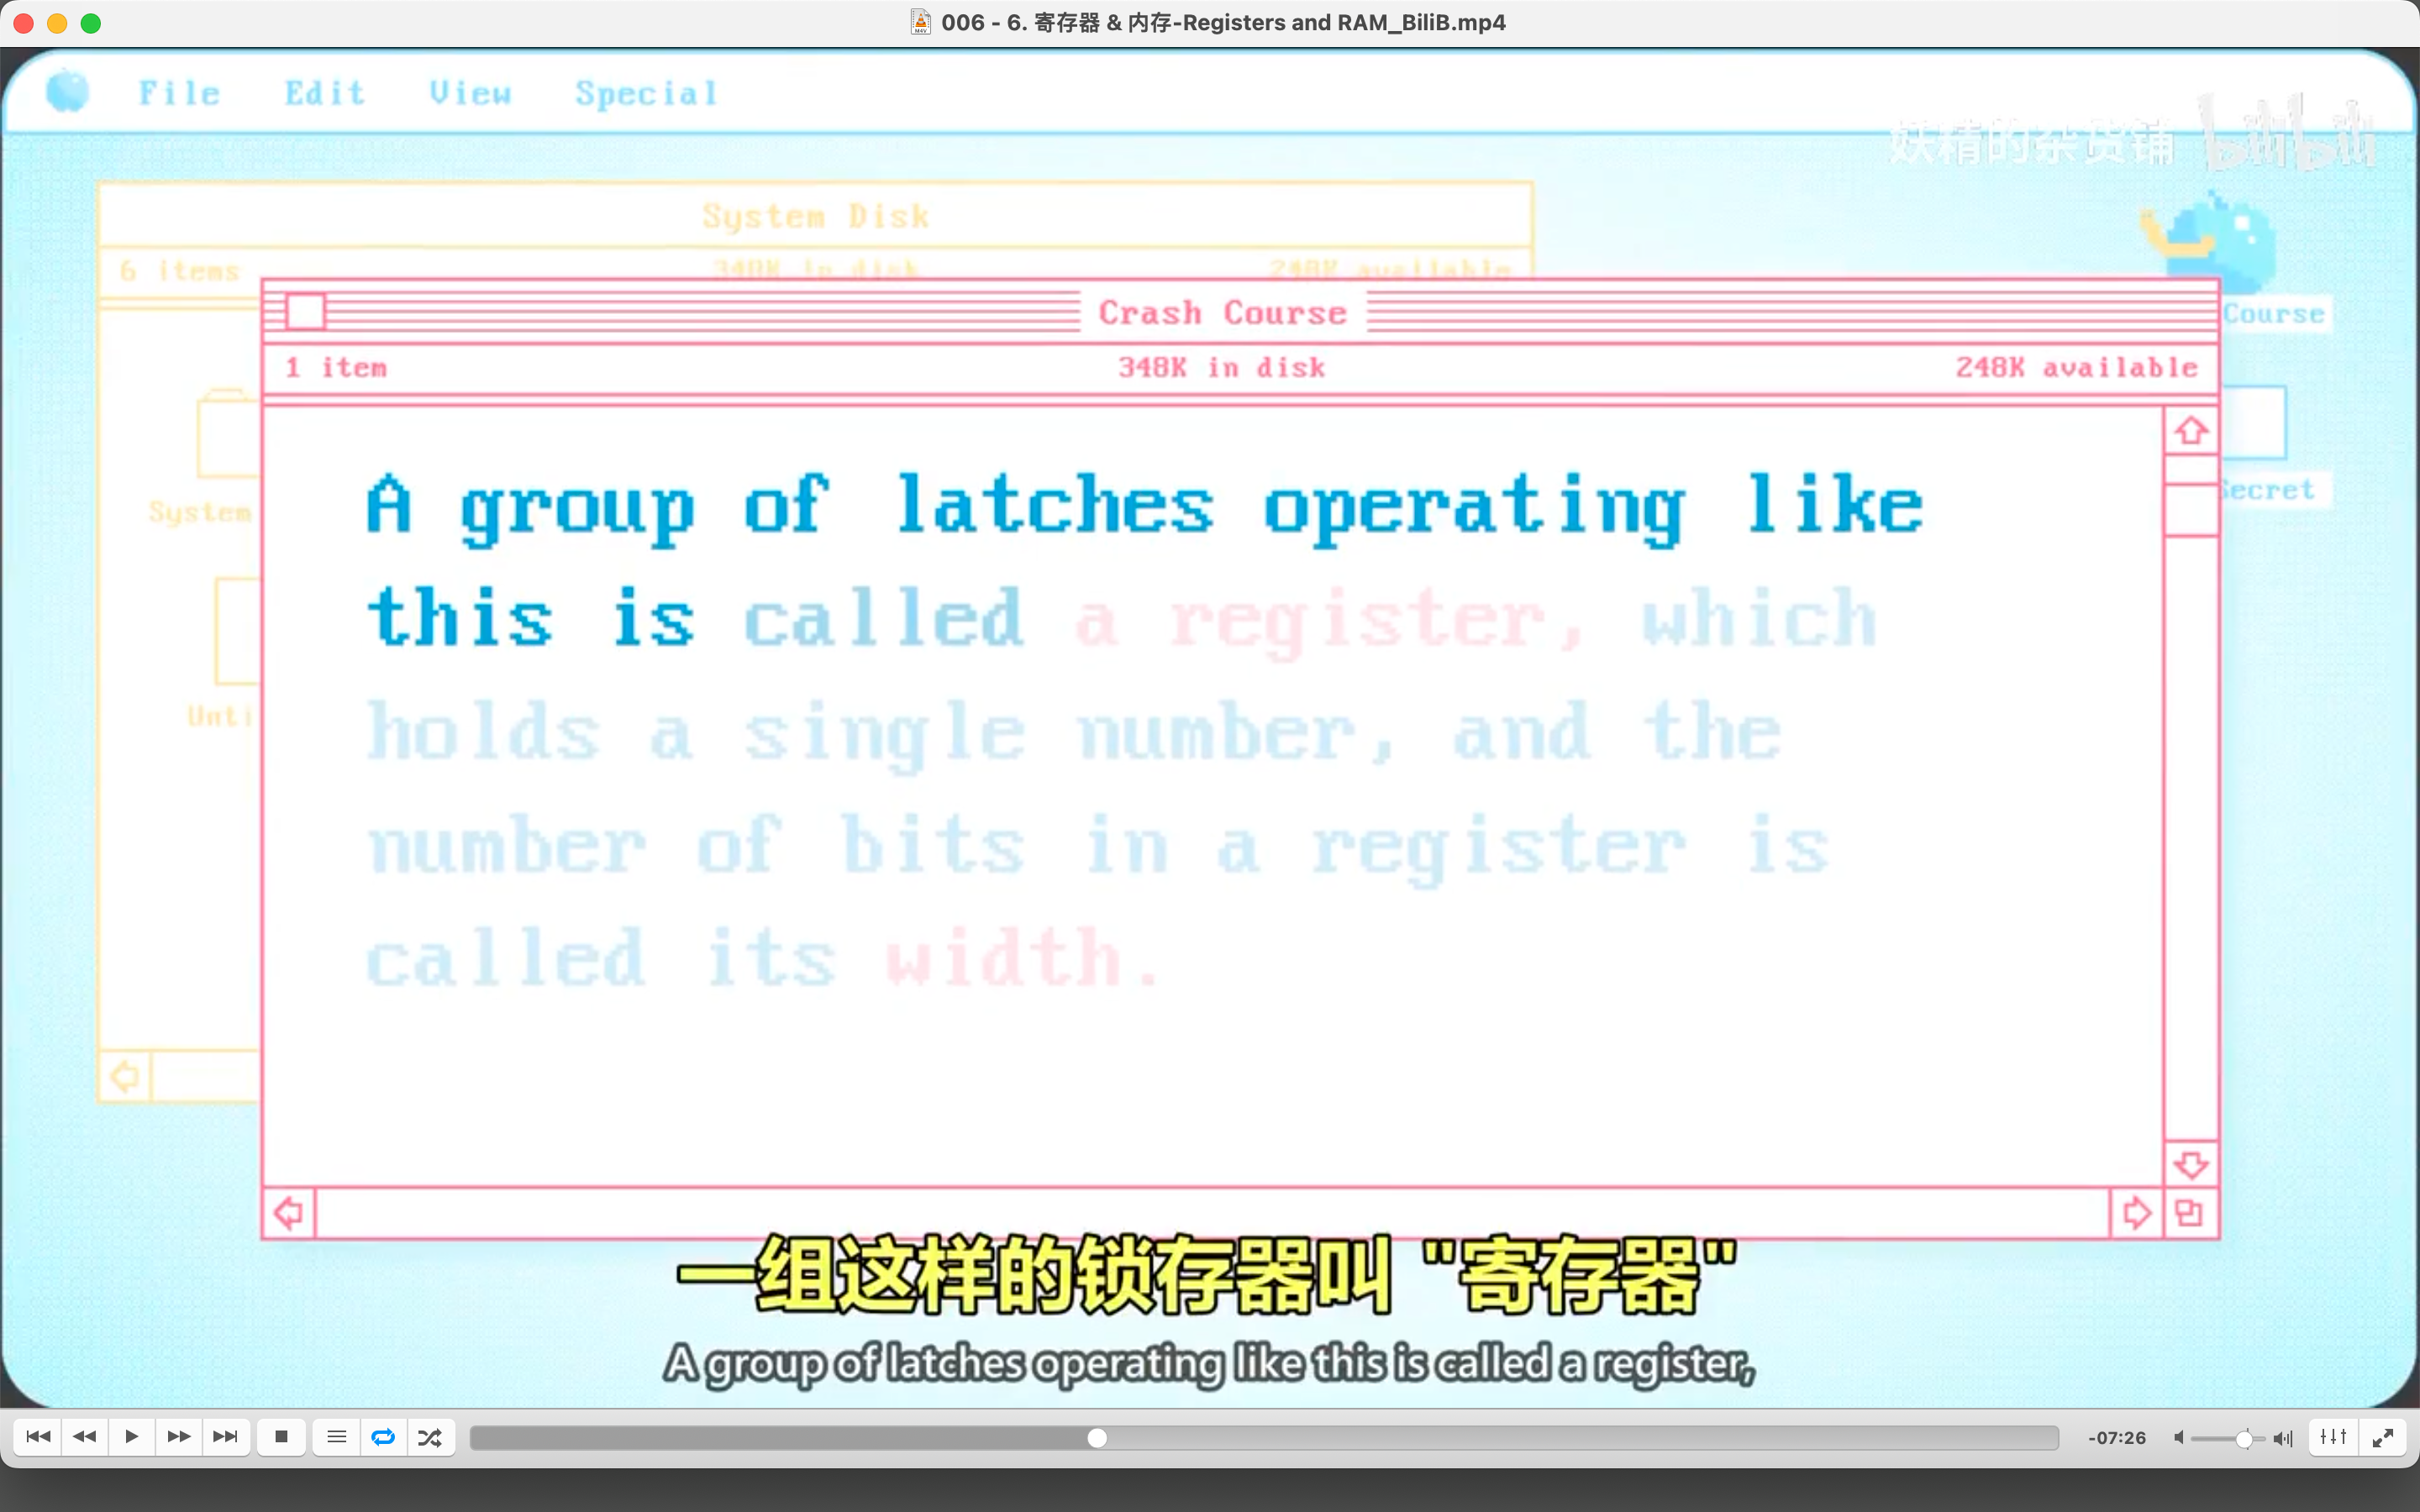 006 - 6. 寄存器 & 内存-Registers and RAM_BiliB.mp4
File Edit View Special
妖精的杂货铺 bilibili
System Disk
6 items 348K in disk 248K available
Crash Course
Course
1 item 348K in disk 248K available
A group of latches operating like
this is called a register, which
holds a single number, and the
number of bits in a register is
called its width.
System
Secret
Unti
一组这样的锁存器叫 "寄存器"
A group of latches operating like this is called a register,
-07:26